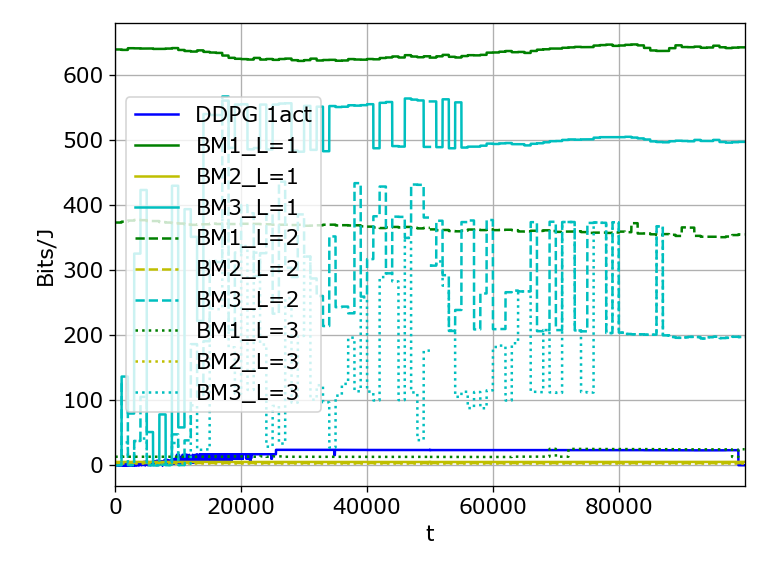 600
500
400
300
200
100
0
Bits/J
DDPG 1act
BM1_L=1
BM2_L=1
BM3_L=1
BM1_L=2
BM2_L=2
BM3_L=2
BM1_L=3
BM2_L=3
BM3_L=3
0 20000 40000 60000 80000
t